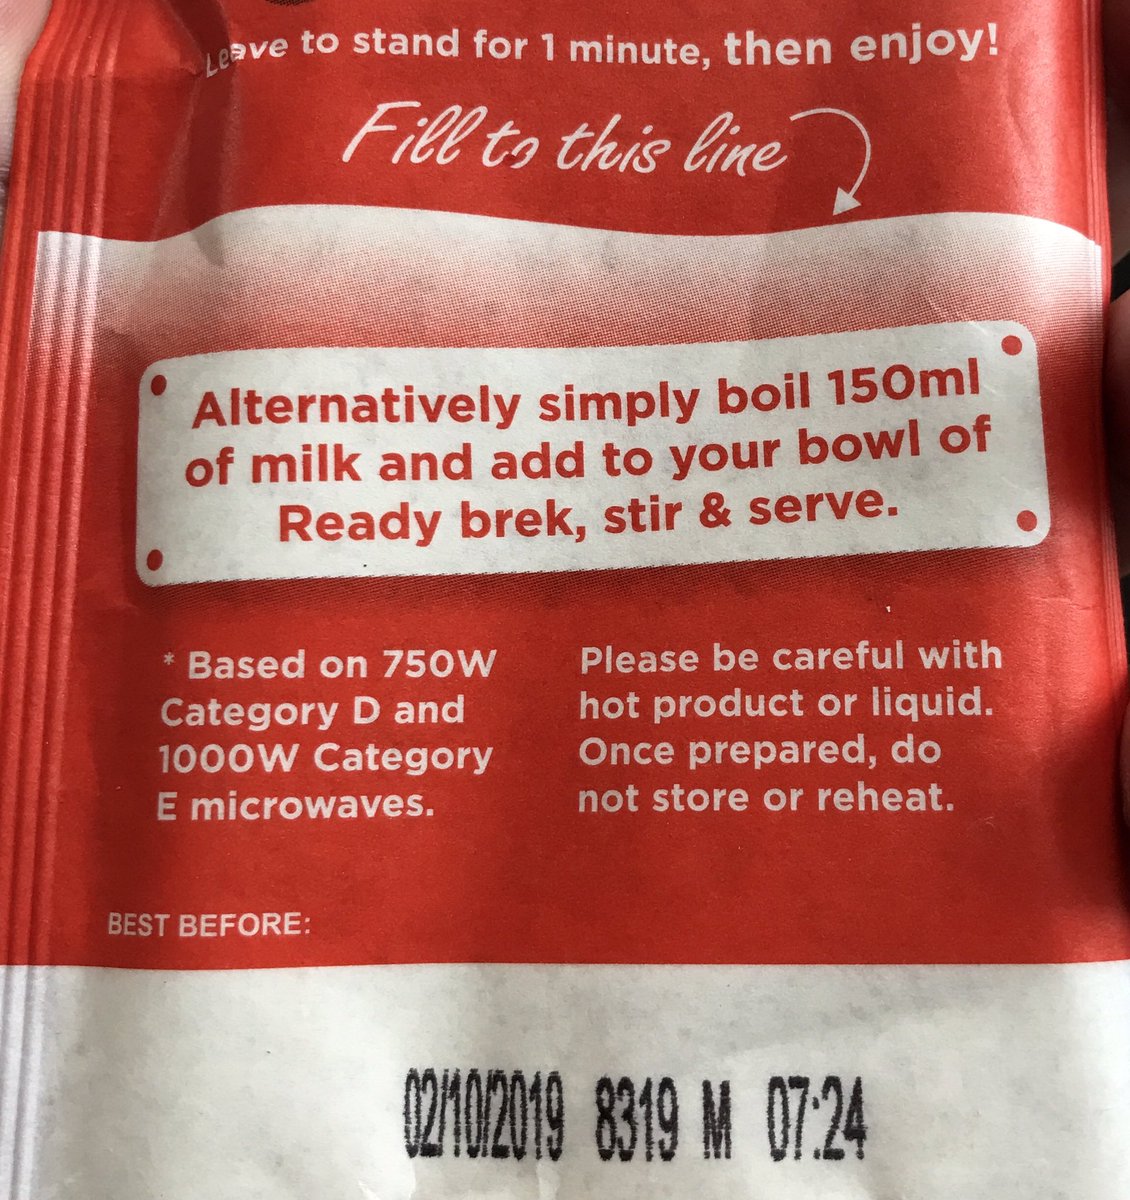 Leave to stand for 1 minute, then enjoy!
Fill to this line
Alternatively simply boil 150ml
of milk and add to your bowl of
Ready brek, stir & serve.
* Based on 750W
Category D and
1000W Category
E microwaves.
Please be careful with
hot product or liquid.
Once prepared, do
not store or reheat.
BEST BEFORE:
02/10/2019 8319 M 07:24